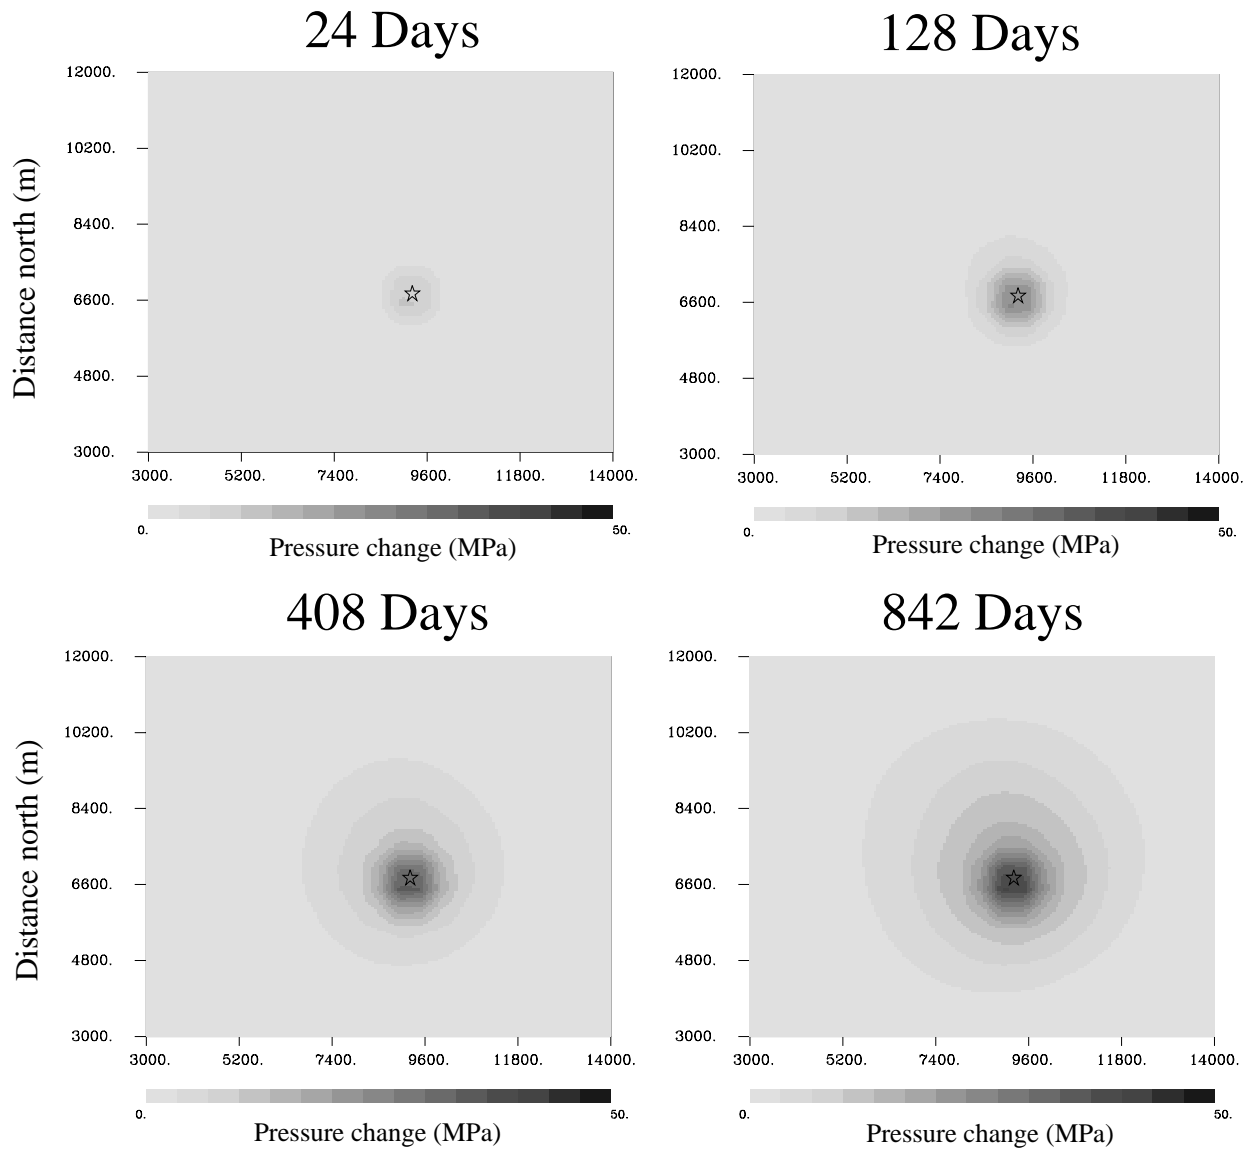 24 Days
128 Days
12000.
10200.
8400.
6600.
4800.
3000.
Distance north (m)
3000. 5200. 7400. 9600. 11800. 14000.
0. 50.
Pressure change (MPa)
12000.
10200.
8400.
6600.
4800.
3000.
3000. 5200. 7400. 9600. 11800. 14000.
0. 50.
Pressure change (MPa)
408 Days
842 Days
12000.
10200.
8400.
6600.
4800.
3000.
Distance north (m)
3000. 5200. 7400. 9600. 11800. 14000.
0. 50.
Pressure change (MPa)
12000.
10200.
8400.
6600.
4800.
3000.
3000. 5200. 7400. 9600. 11800. 14000.
0. 50.
Pressure change (MPa)